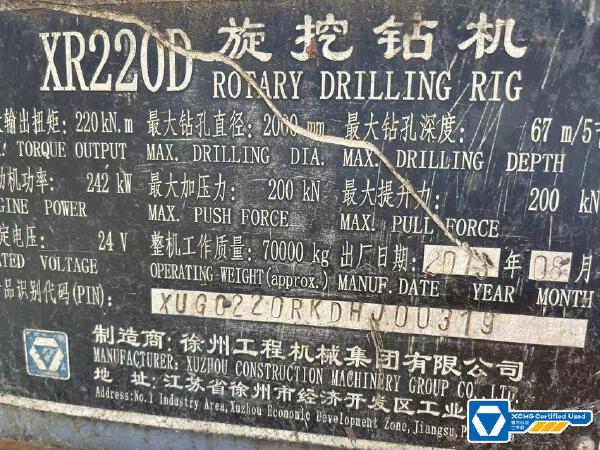 XR220D 旋挖钻机
ROTARY DRILLING RIG
输出扭矩: 220kN.m 最大钻孔直径: 2000 mm 最大钻孔深度: 67 m/5节
TORQUE OUTPUT MAX. DRILLING DIA. MAX. DRILLING DEPTH
动机功率: 242 kW 最大加压力: 200 kN 最大提升力: 200 kN
GINE POWER MAX. PUSH FORCE MAX. PULL FORCE
定电压: 24 V 整机工作质量: 70000 kg 出厂日期: 2013 年 08 月
ATED VOLTAGE OPERATING WEIGHT(approx.) MANUF. DATE YEAR MONTH
品识别代码(PIN): XUG0220RKDHJ00319
制造商: 徐州工程机械集团有限公司
MANUFACTURER: XUZHOU CONSTRUCTION MACHINERY GROUP CO. LTD.
地 址: 江苏省徐州市经济开发区工业
Address:No.1 Industry Area,Xuzhou Economic Development Zone,Jiangsu,P
XCMG Certified Used